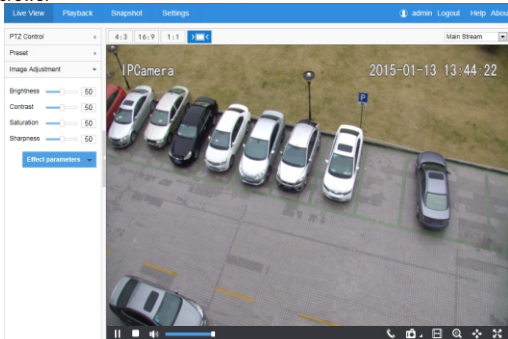 Live View Playback Snapshot Settings admin Logout Help Abou
PTZ Control
Preset
Image Adjustment
Brightness 50
Contrast 50
Saturation 50
Sharpness 50
Effect parameters
4:3 16:9 1:1 Main Stream
IPCamera 2015-01-13 13:44:22
P